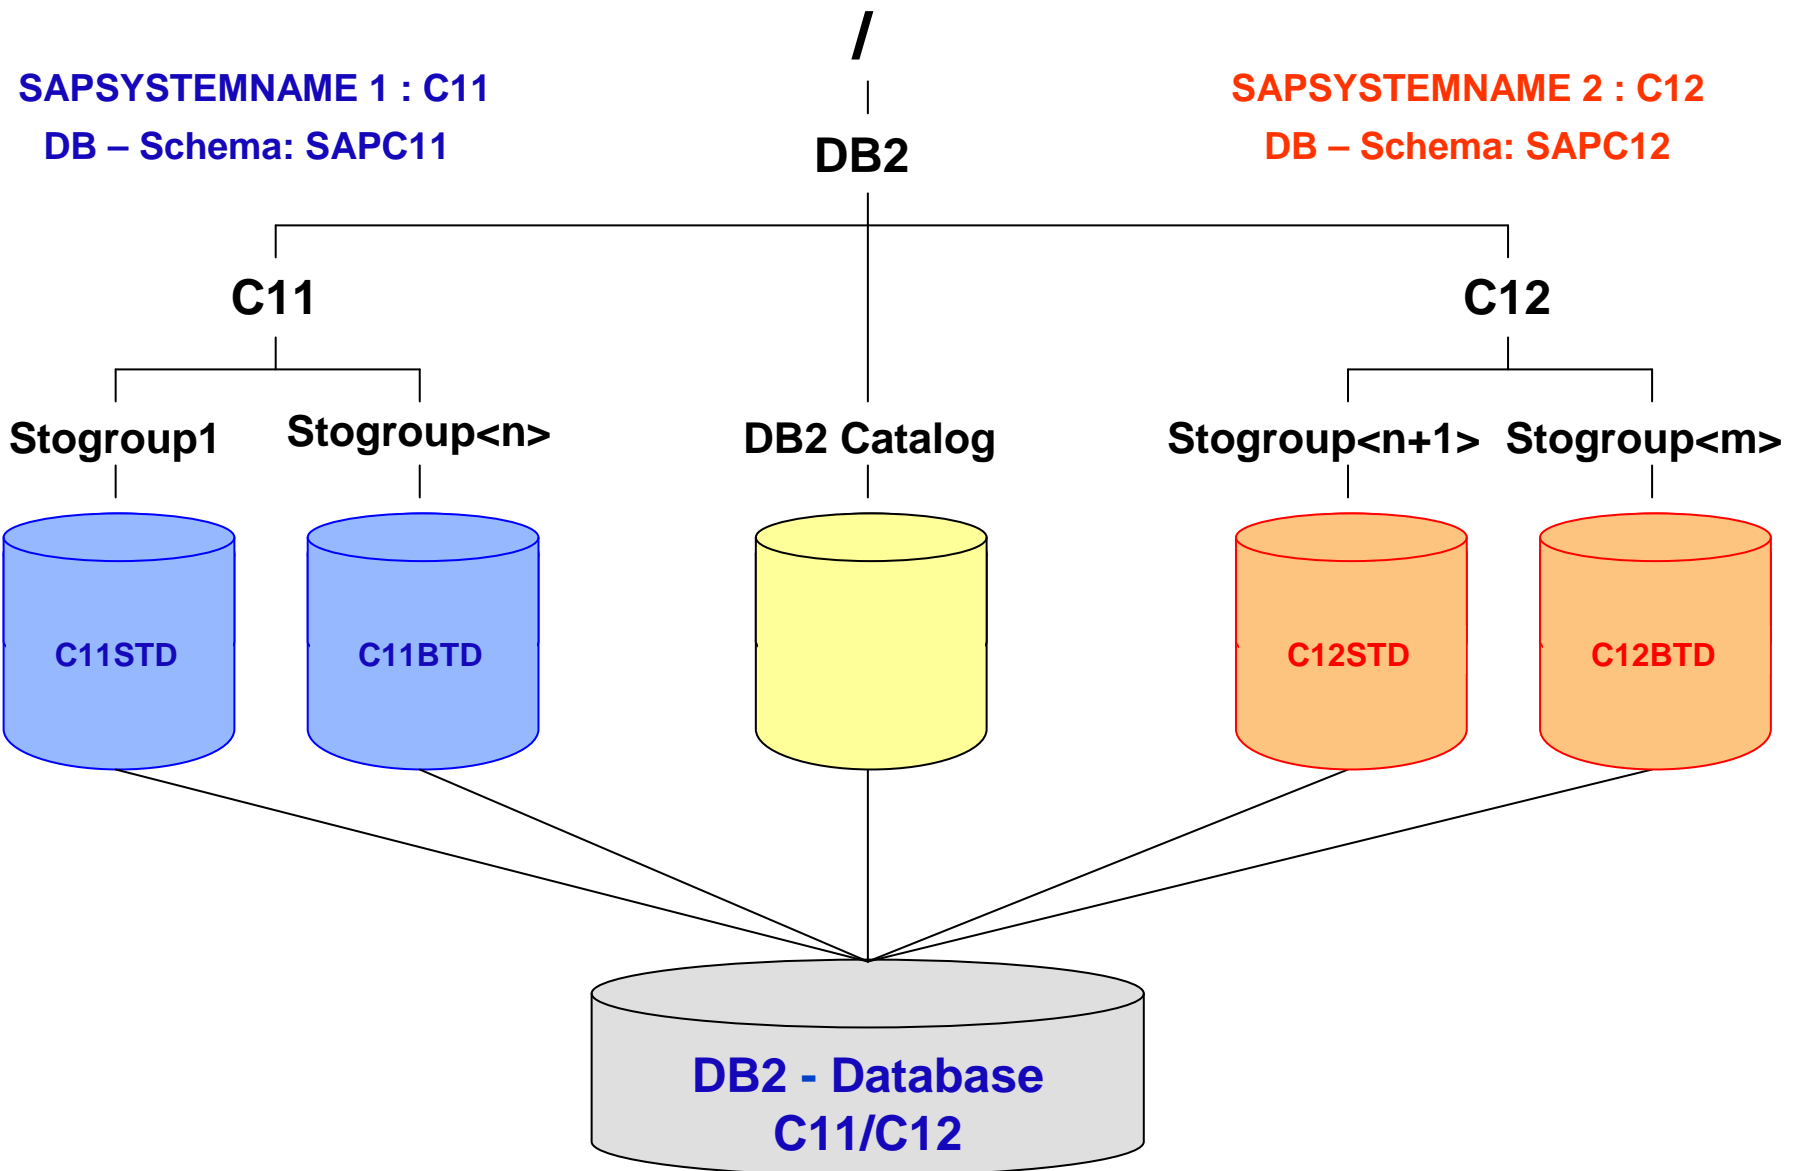 /
SAPSYSTEMNAME 1 : C11
DB – Schema: SAPC11
SAPSYSTEMNAME 2 : C12
DB – Schema: SAPC12
DB2
C11
C12
Stogroup1
Stogroup<n>
DB2 Catalog
Stogroup<n+1>
Stogroup<m>
C11STD
C11BTD
C12STD
C12BTD
DB2 - Database
C11/C12